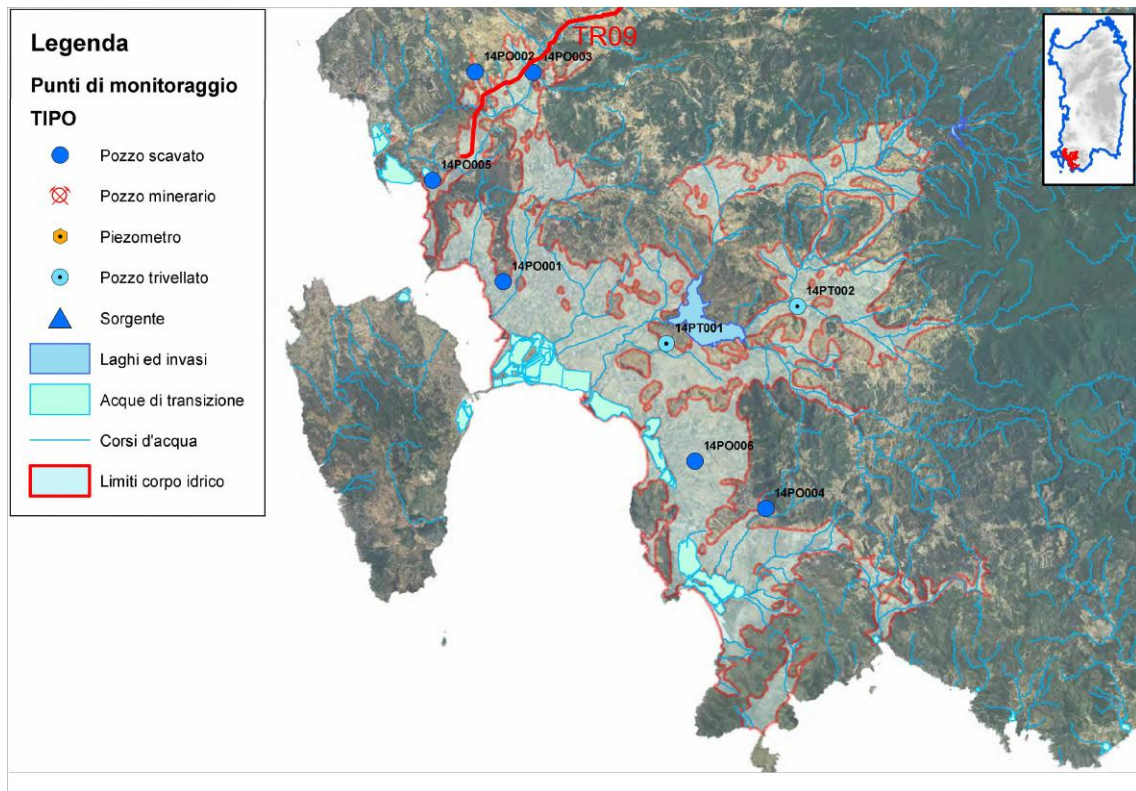 Legenda
Punti di monitoraggio
TIPO
Pozzo scavato
Pozzo minerario
Piezometro
Pozzo trivellato
Sorgente
Laghi ed invasi
Acque di transizione
Corsi d'acqua
Limiti corpo idrico
TR09
14PO002
14PO003
14PO005
14PO001
14PT002
14PT001
14PO006
14PO004